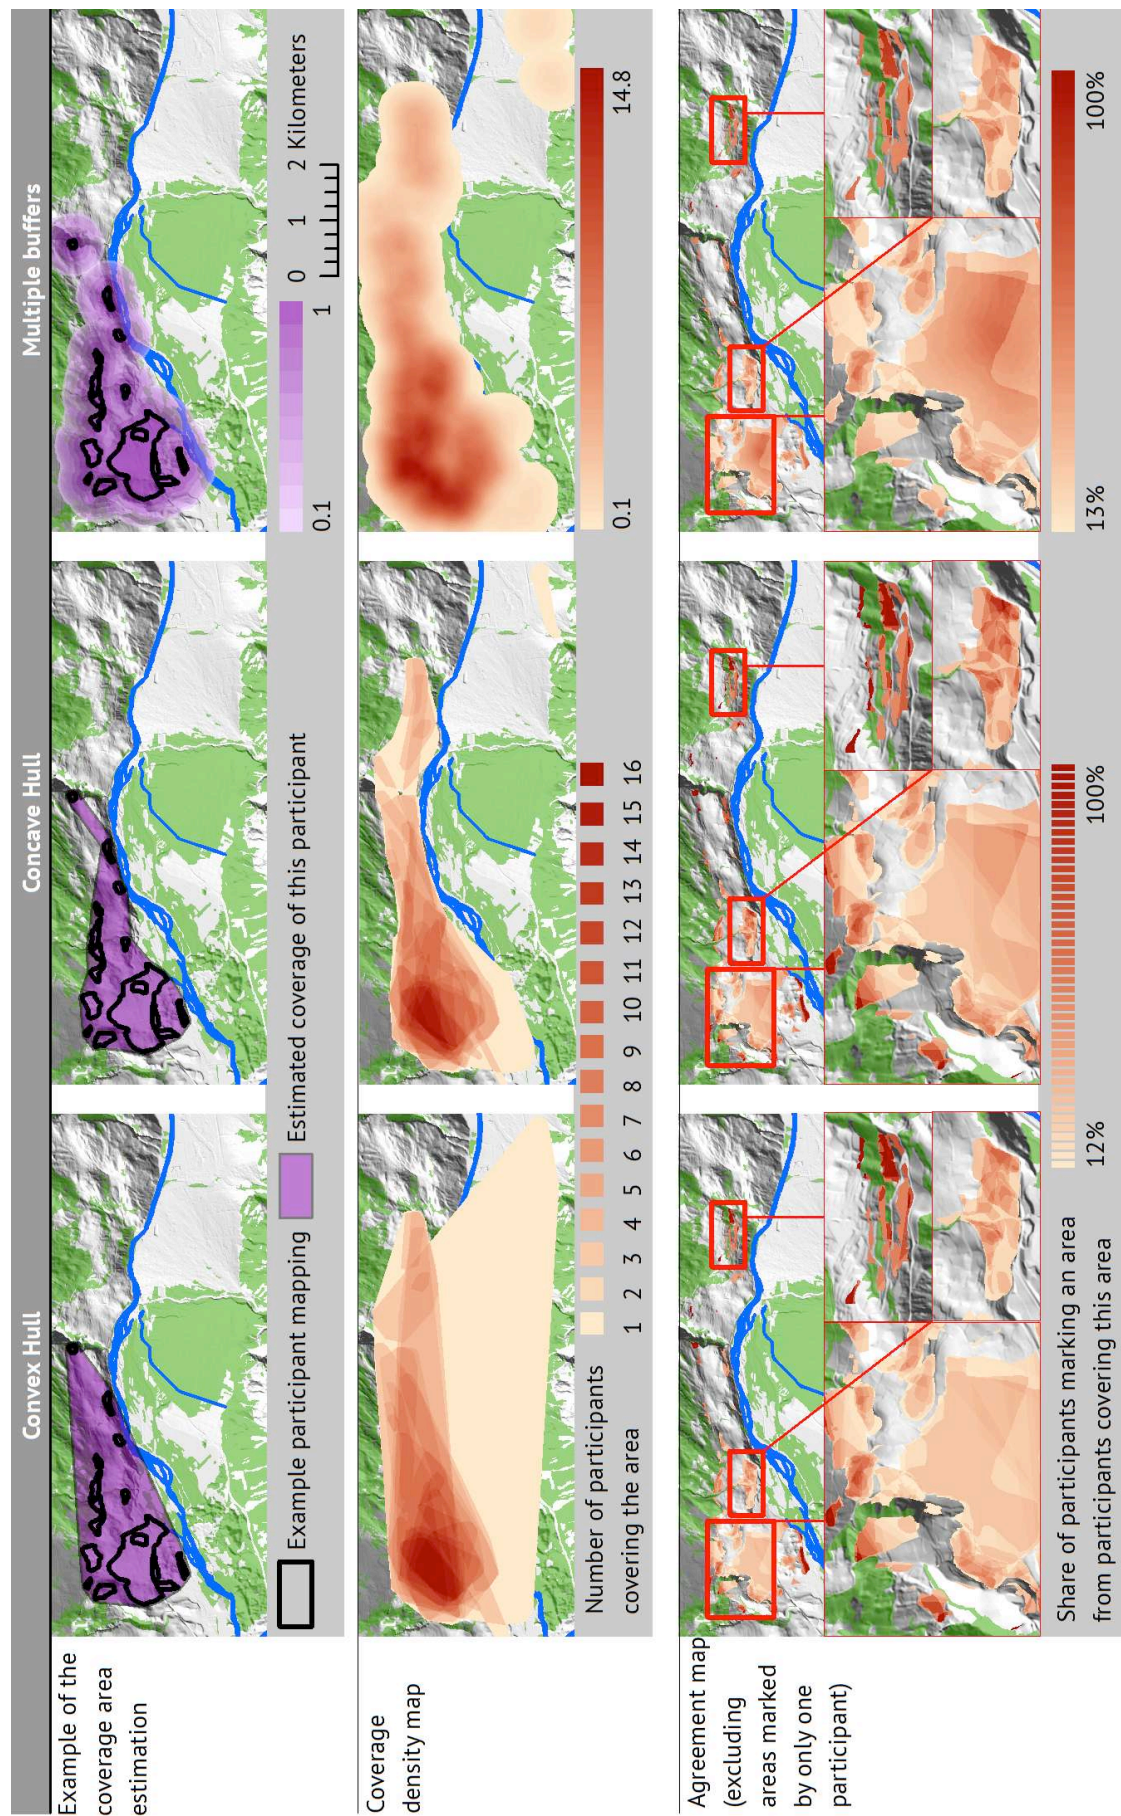 Convex Hull
Concave Hull
Multiple buffers
Example of the
coverage area
estimation
Example participant mapping
Estimated coverage of this participant
0.1
1
0 1 2 Kilometers
Coverage
density map
Number of participants
covering the area
1 2 3 4 5 6 7 8 9 10 11 12 13 14 15 16
0.1
14.8
Agreement map
(excluding
areas marked
by only one
participant)
Share of participants marking an area
from participants covering this area
12%
100%
13%
100%